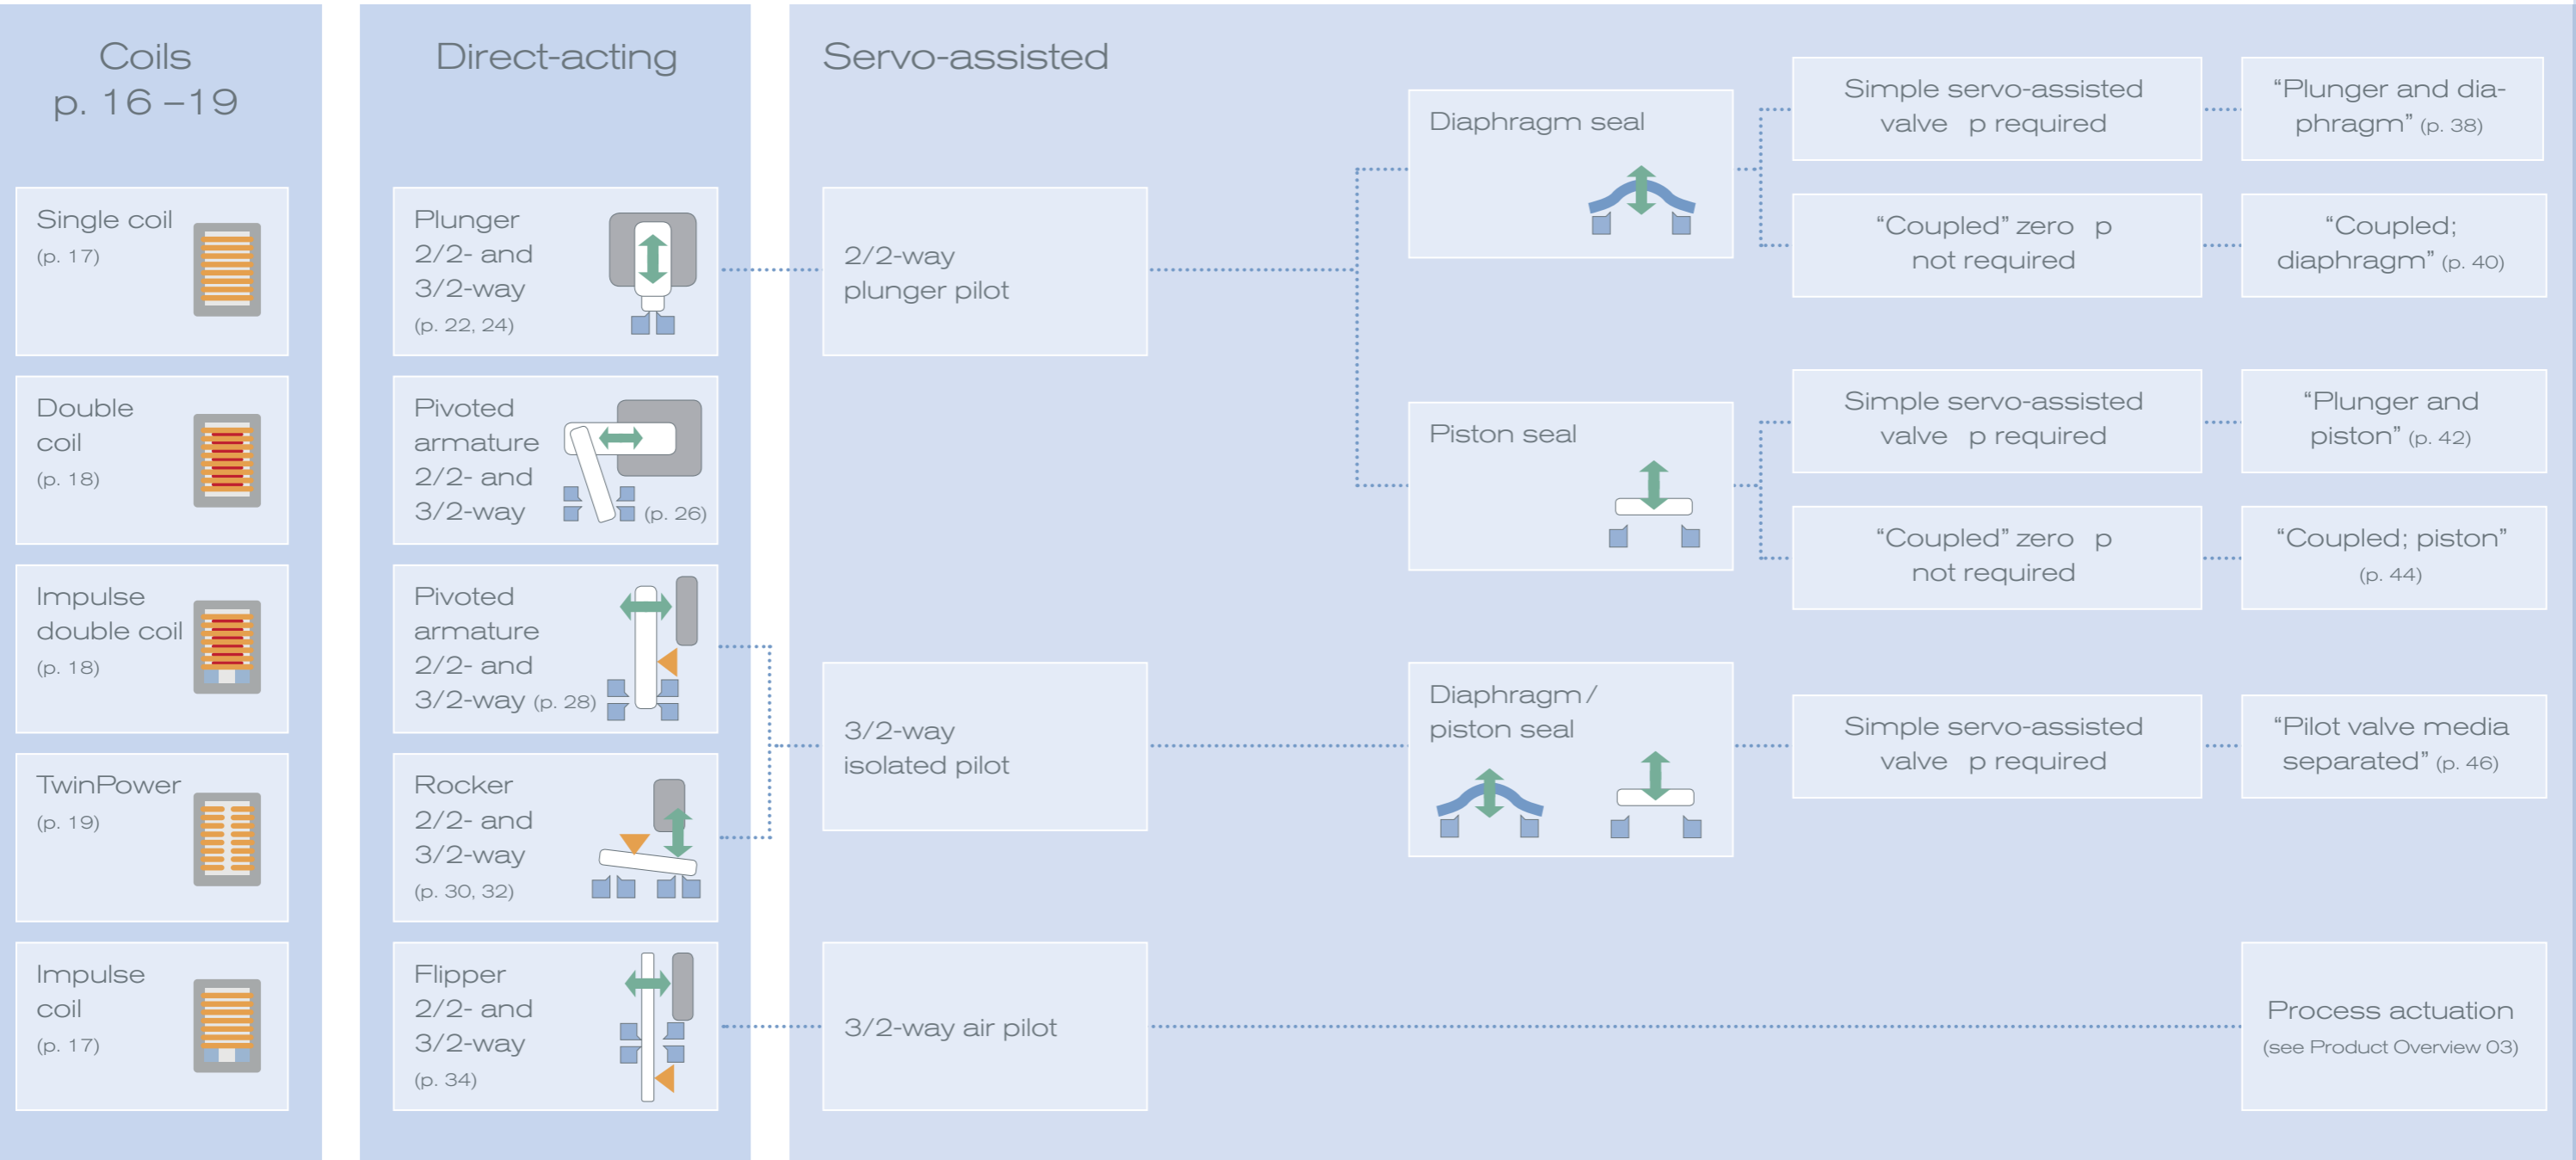 Coils
p. 16 –19
Single coil
(p. 17)
Double
coil
(p. 18)
Impulse
double coil
(p. 18)
TwinPower
(p. 19)
Impulse
coil
(p. 17)
Direct-acting
Plunger
2/2- and
3/2-way
(p. 22, 24)
Pivoted
armature
2/2- and
3/2-way (p. 26)
Pivoted
armature
2/2- and
3/2-way (p. 28)
Rocker
2/2- and
3/2-way
(p. 30, 32)
Flipper
2/2- and
3/2-way
(p. 34)
Servo-assisted
2/2-way
plunger pilot
3/2-way
isolated pilot
3/2-way air pilot
Diaphragm seal
Piston seal
Diaphragm/
piston seal
Simple servo-assisted
valve p required
“Coupled” zero p
not required
Simple servo-assisted
valve p required
“Coupled” zero p
not required
Simple servo-assisted
valve p required
“Plunger and dia-
phragm” (p. 38)
“Coupled;
diaphragm” (p. 40)
“Plunger and
piston” (p. 42)
“Coupled; piston”
(p. 44)
“Pilot valve media
separated” (p. 46)
Process actuation
(see Product Overview 03)